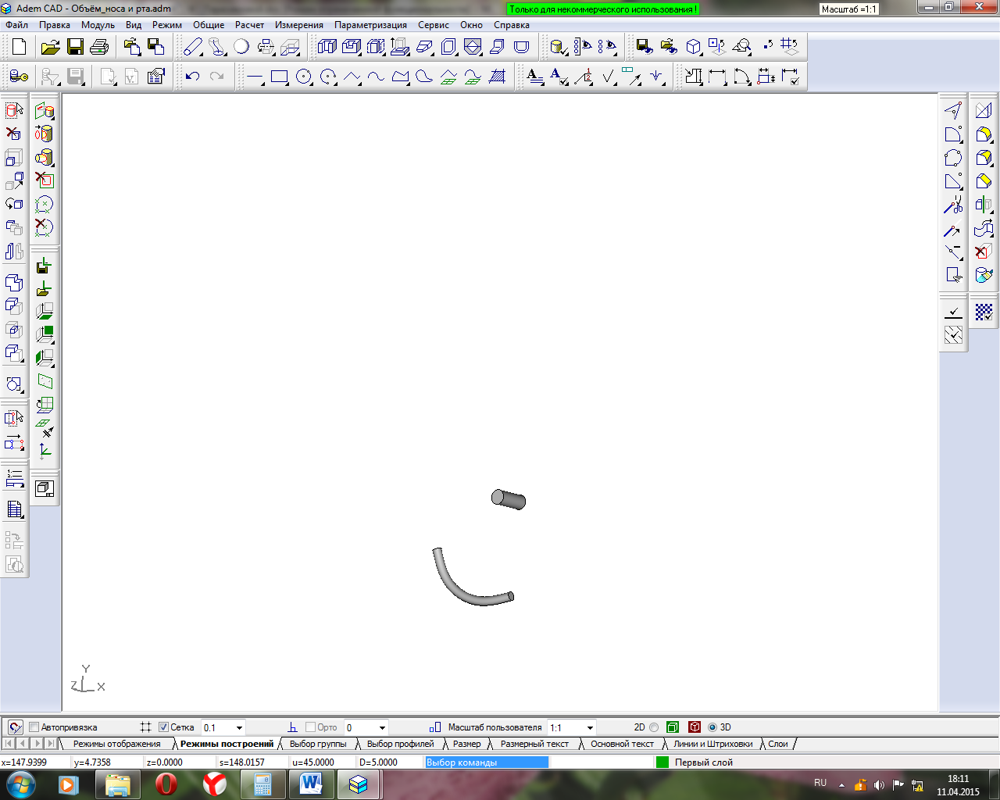 Adem CAD - Объём_носа и рта.adm
Только для некоммерческого использования !
Масштаб =1:1
Файл Правка Модуль Вид Режим Общие Расчет Измерения Параметризация Сервис Окно Справка
Y
Z X
Автопривязка Сетка 0.1 Орто 0 Масштаб пользователя 1:1 2D 3D
Режимы отображения Режимы построений Выбор группы Выбор профилей Размер Размерный текст Основной текст Линии и Штриховки Слои
x=147.9399 y=4.7358 z=0.0000 s=148.0157 u=45.0000 D=5.0000 Выбор команды Первый слой
RU 18:11
11.04.2015